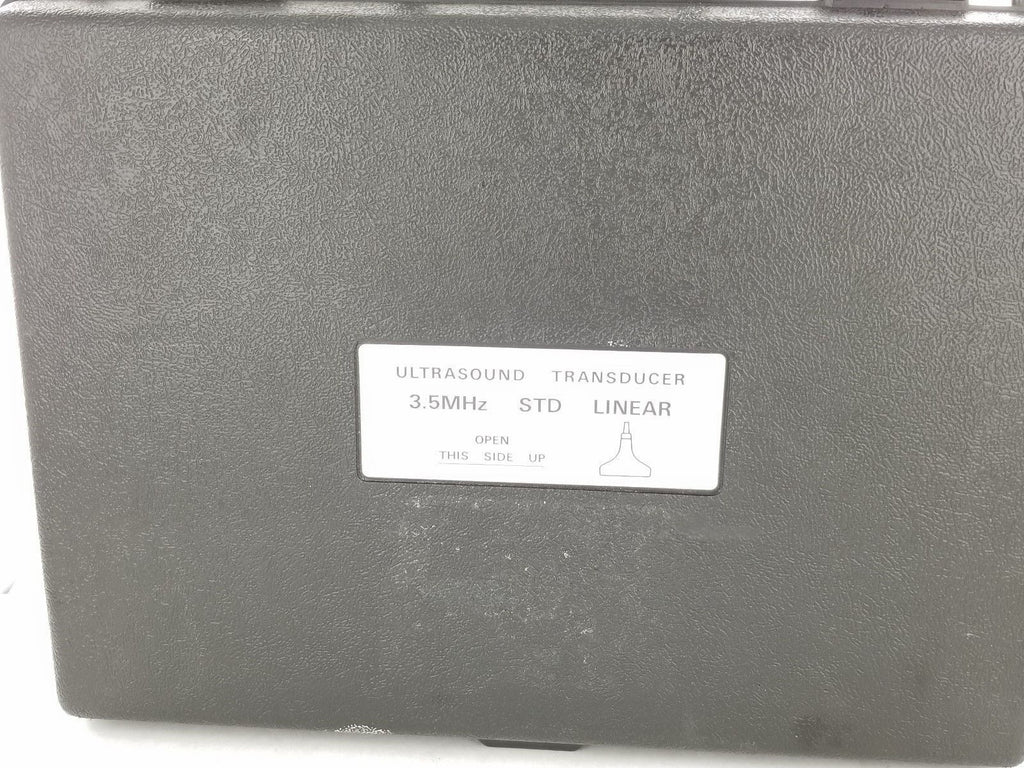 ULTRASOUND TRANSDUCER
3.5MHz STD LINEAR
OPEN
THIS SIDE UP